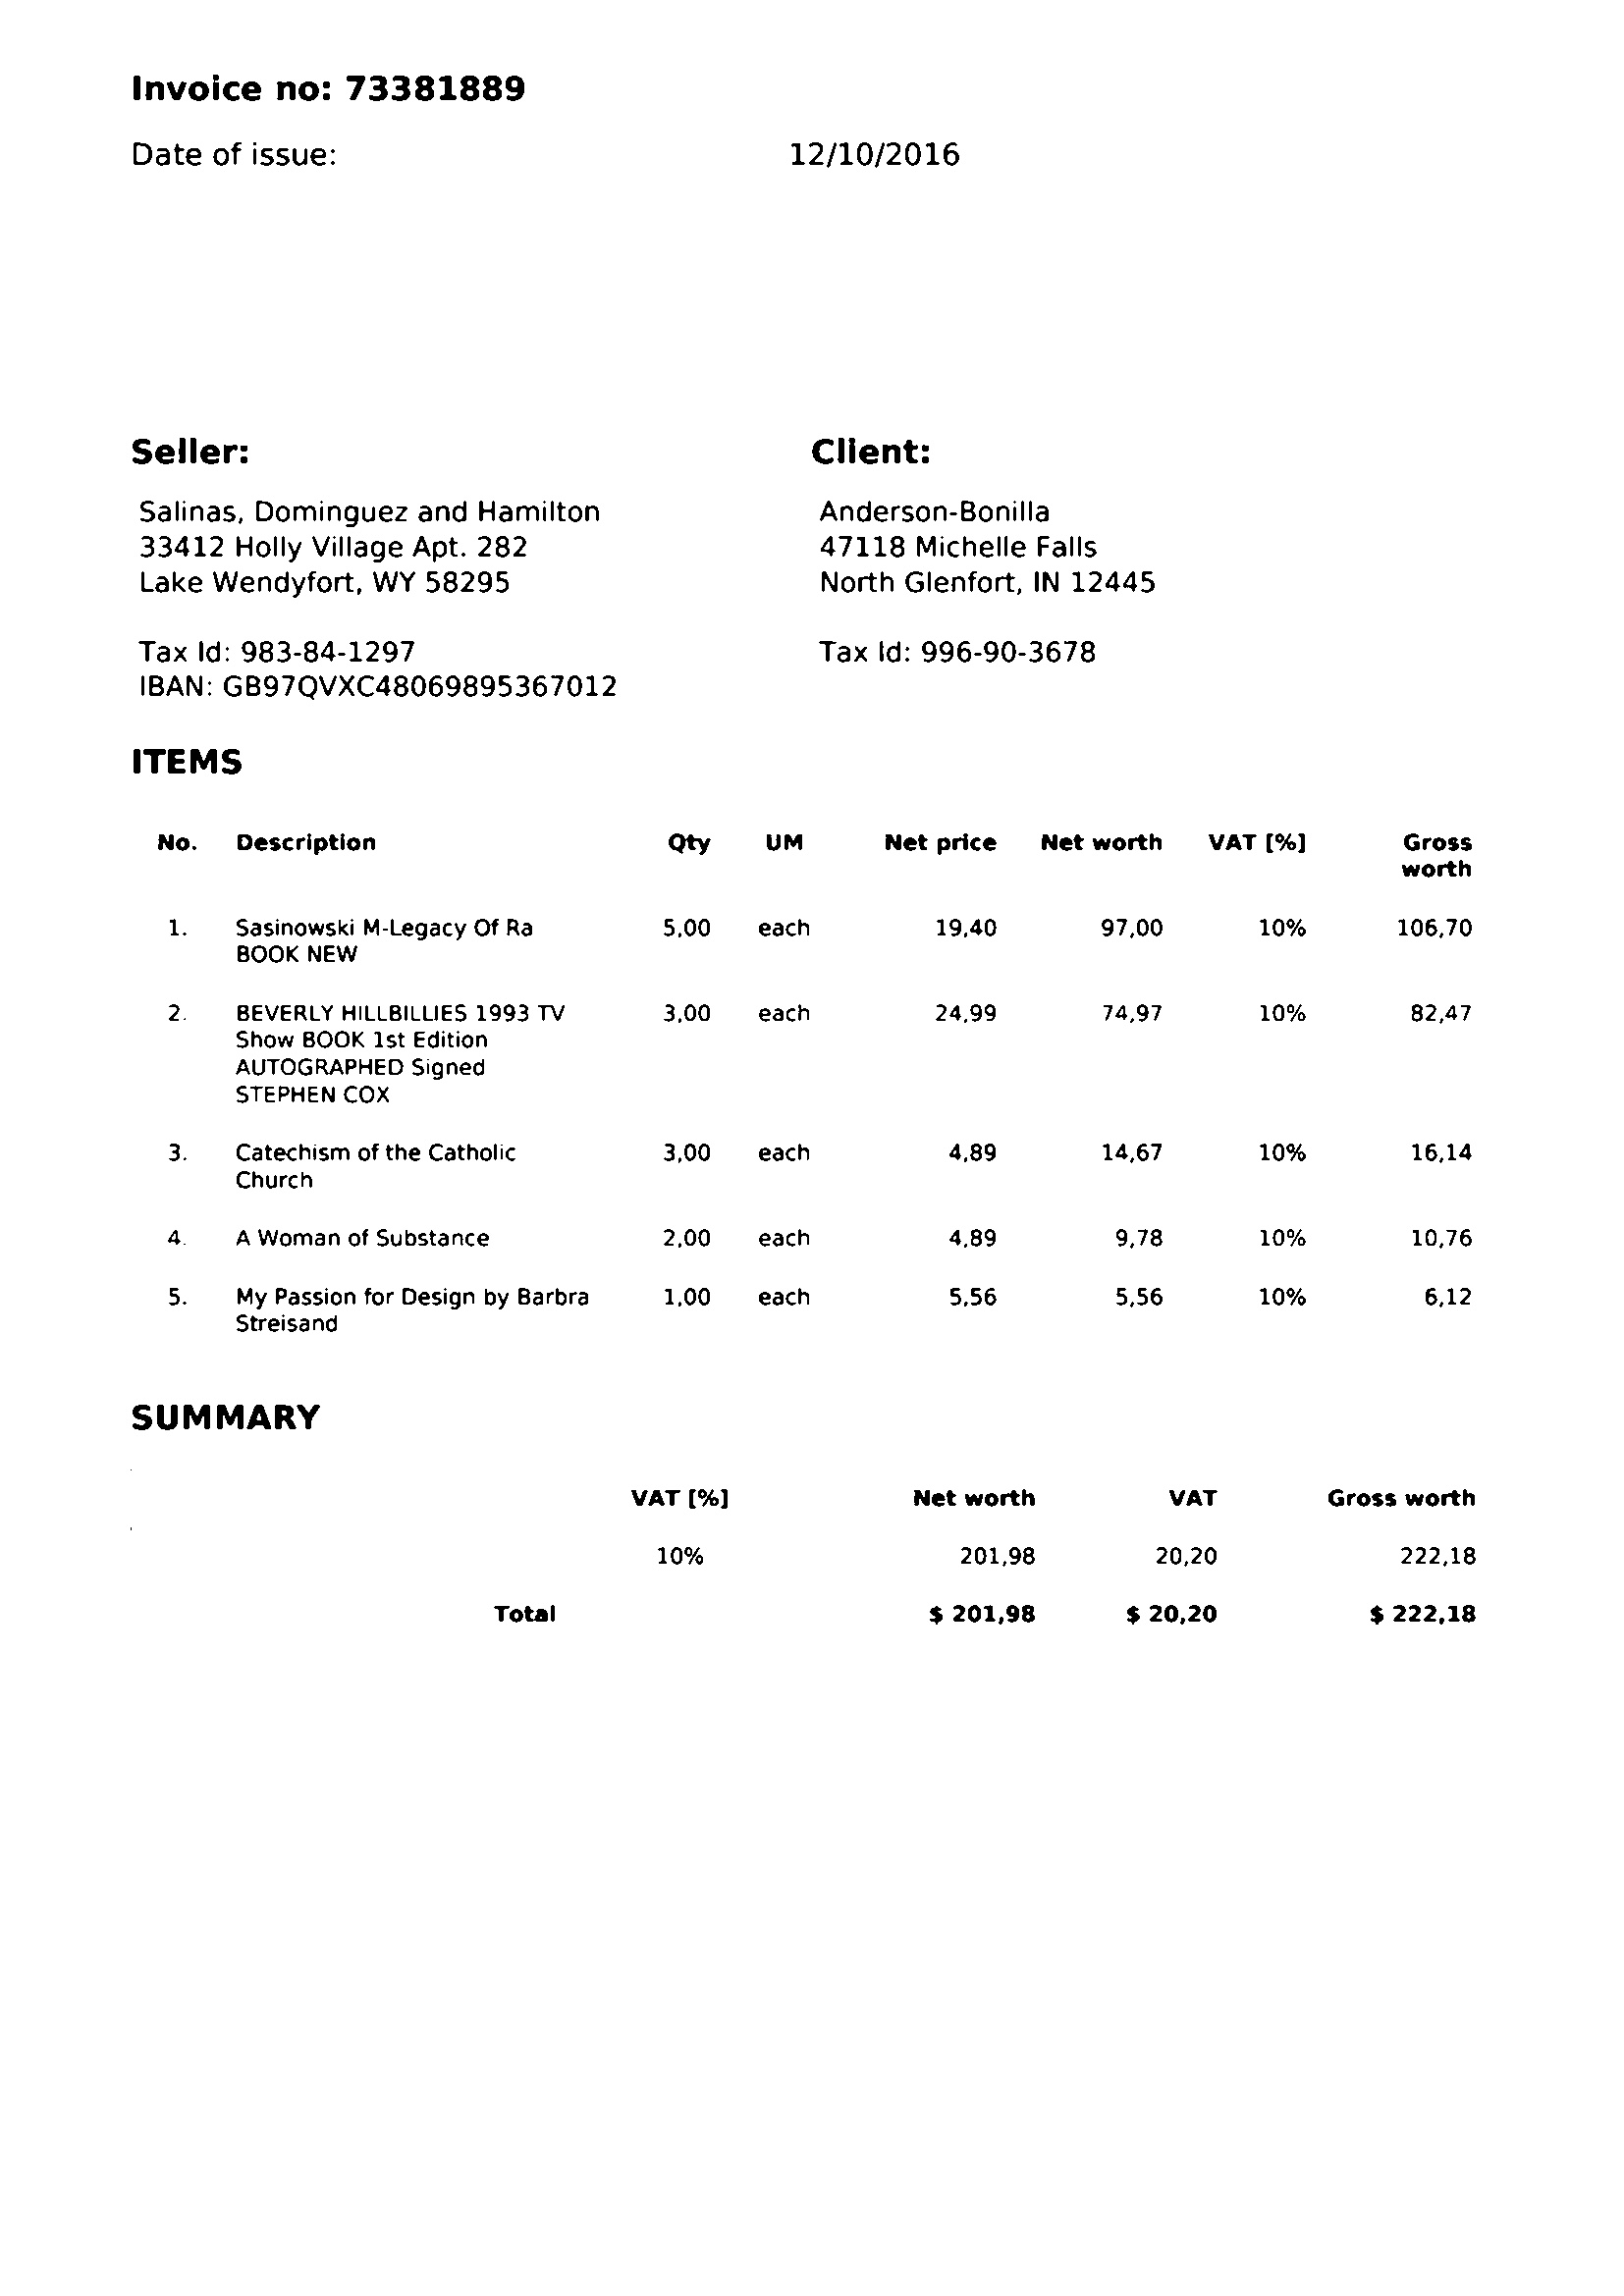 Invoice no: 73381889
Date of issue: 12/10/2016
Seller:
Salinas, Dominguez and Hamilton
33412 Holly Village Apt. 282
Lake Wendyfort, WY 58295
Tax Id: 983-84-1297
IBAN: GB97QVXC48069895367012
Client:
Anderson-Bonilla
47118 Michelle Falls
North Glenfort, IN 12445
Tax Id: 996-90-3678
ITEMS
No. Description Qty UM Net price Net worth VAT [%] Gross
worth
1. Sasinowski M-Legacy Of Ra 5,00 each 19,40 97,00 10% 106,70
BOOK NEW
2. BEVERLY HILLBILLIES 1993 TV 3,00 each 24,99 74,97 10% 82,47
Show BOOK 1st Edition
AUTOGRAPHED Signed
STEPHEN COX
3. Catechism of the Catholic 3,00 each 4,89 14,67 10% 16,14
Church
4. A Woman of Substance 2,00 each 4,89 9,78 10% 10,76
5. My Passion for Design by Barbra 1,00 each 5,56 5,56 10% 6,12
Streisand
SUMMARY
VAT [%] Net worth VAT Gross worth
10% 201,98 20,20 222,18
Total $ 201,98 $ 20,20 $ 222,18